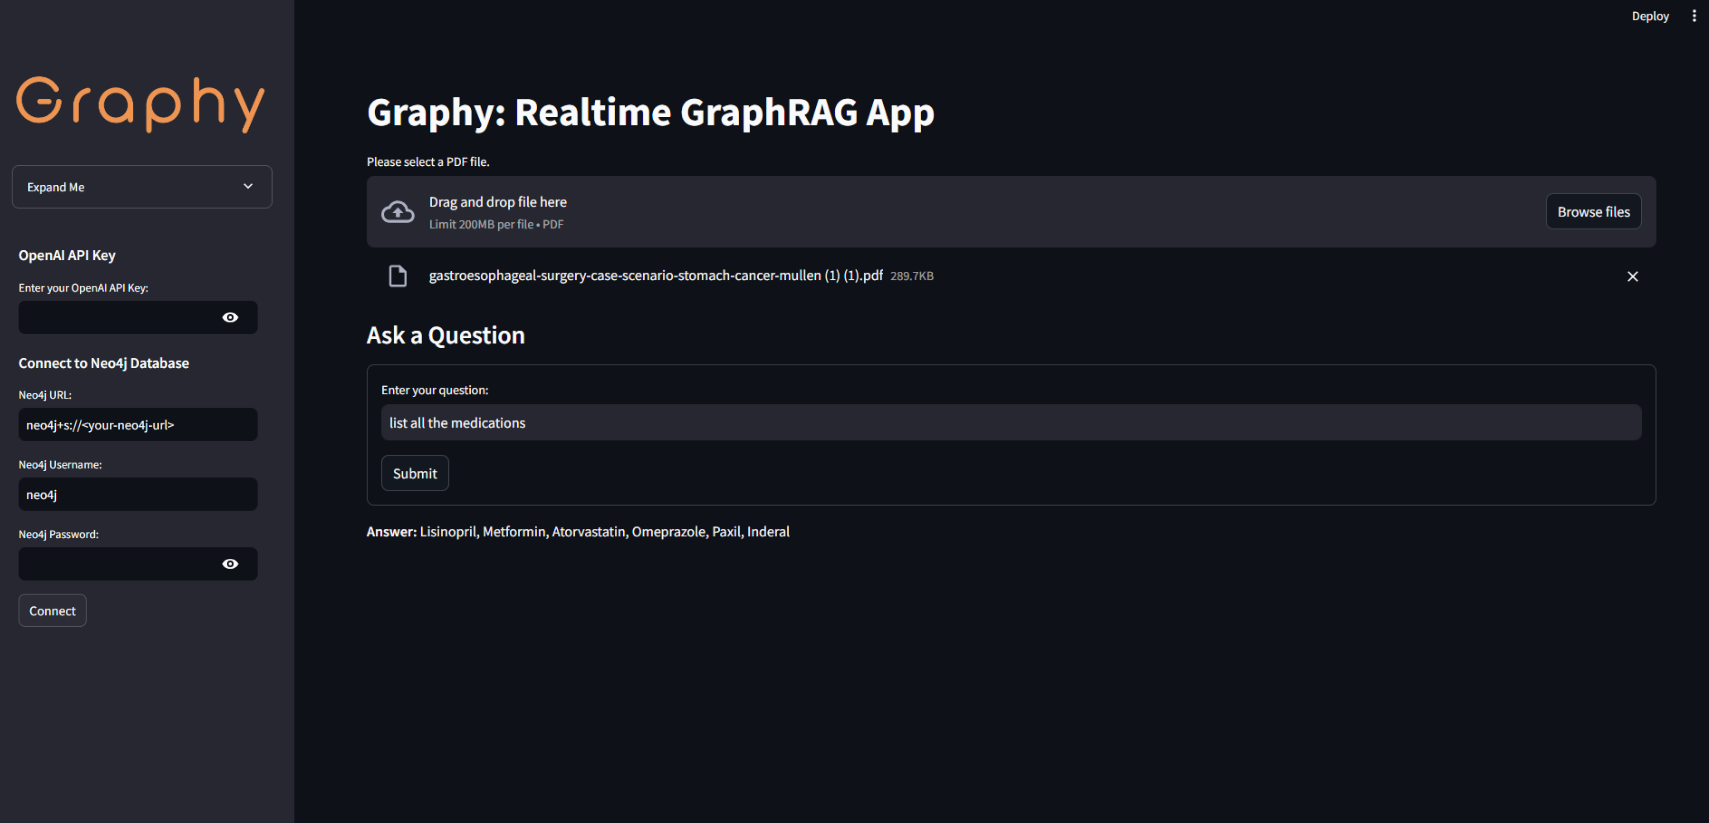 Deploy
Graphy
Expand Me
OpenAI API Key
Enter your OpenAI API Key:
Connect to Neo4j Database
Neo4j URL:
neo4j+s://<your-neo4j-url>
Neo4j Username:
neo4j
Neo4j Password:
Connect
Graphy: Realtime GraphRAG App
Please select a PDF file.
Drag and drop file here
Limit 200MB per file • PDF
Browse files
gastroesophageal-surgery-case-scenario-stomach-cancer-mullen (1) (1).pdf 289.7KB
Ask a Question
Enter your question:
list all the medications
Submit
Answer: Lisinopril, Metformin, Atorvastatin, Omeprazole, Paxil, Inderal